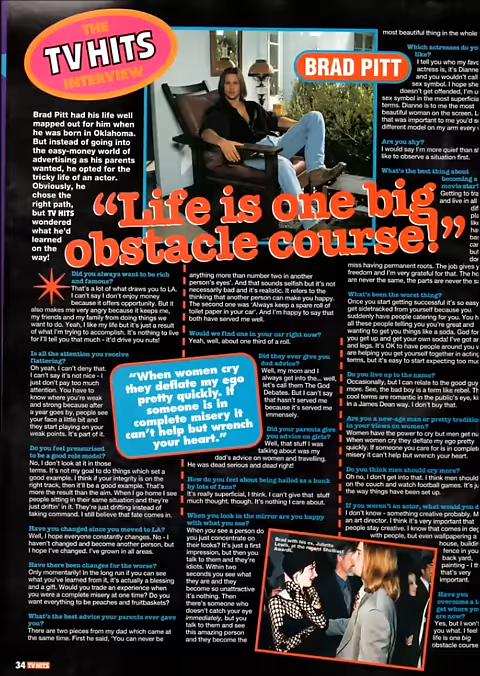 THE
TV HITS
INTERVIEW
BRAD PITT
Brad Pitt had his life well
mapped out for him when
he was born in Oklahoma.
But instead of going into
the easy-money world of
advertising as his parents
wanted, he opted for the
tricky life of an actor.
Obviously, he
chose the
right path,
but TV HITS
wondered
what he'd
learned
on the
way!
"Life is one big
obstacle course!"
Did you always want to be rich
and famous?
That's a lot of what draws you to LA.
I can't say I don't enjoy money
because it offers opportunity. But it
also makes me very angry because it keeps me,
my friends and my family from doing things we
want to do. Yeah, I like my life but it's just a result
of what I'm trying to accomplish. It's nothing to live
for I'll tell you that much - it'd drive you nuts!
Is all the attention you receive
flattering?
Oh yeah, I can't deny that.
I can't say it's not nice - I
just don't pay too much
attention. You have to
know where you're weak
and strong because after
a year goes by, people see
your face a little bit and
they start playing on your
weak points. It's part of it.
Do you feel pressurised
to be a good role model?
No, I don't look at it in those
terms. It's not my goal to do things which set a
good example. I think if your integrity is on the
right track, then it'll be a good example. That's
more the result than the aim. When I go home I see
people sitting in their same situation and they're
just driftin' in it. They're just drifting instead of
taking command. I still believe that fate comes in.
Have you changed since you moved to LA?
Well, I hope everyone constantly changes. No - I
haven't changed and become another person, but
I hope I've changed. I've grown in all areas.
Have there been changes for the worse?
Only momentarily! In the long run if you can see
what you've learned from it, it's actually a blessing
and a gift. Would you trade an experience when
you were a complete misery at one time? Do you
want everything to be peaches and fruitbaskets?
What's the best advice your parents ever gave
you?
There are two pieces from my dad which came at
the same time. First he said, 'You can never be
anything more than number two in another
person's eyes'. And that sounds selfish but it's not
necessarily bad and it's realistic. It refers to the
thinking that another person can make you happy.
The second one was 'Always keep a spare roll of
toilet paper in your car'. And I'm happy to say that
both have served me well.
Would we find one in your car right now?
Yeah, well, about one third of a roll.
Did they ever give you
dud advice?
Well, my mom and I
always get into the... well,
let's call them The God
Debates. But I can't say
that hasn't served me
because it's served me
immensely.
"When women cry
they deflate my ego
pretty quickly. If
someone is in
complete misery it
can't help but wrench
your heart."
Did your parents
give you advice on girls?
Well, that stuff I was
talking about was my
dad's advice on women and travelling.
He was dead serious and dead right!
How do you feel about being hailed as a hunk
by lots of fans?
It's really superficial, I think. I can't give that stuff
much thought, though. It's nothing I care about.
When you look in the mirror are you happy
with what you see?
When you see a person do
you just concentrate on
their looks? It's just a first
impression, but then you
talk to them and they're
idiots. Within two
seconds you see what
they are and they
become so unattractive
it's nothing. Then
there's someone who
doesn't catch your eye
immediately, but you
talk to them and see
this amazing person
and they become the
Brad with his ex, Juliette
Lewis, at the recent ShoWest
Awards.
most beautiful thing in the whole
Which actresses do yo
like?
I tell you who my favo
actress is, it's Dianne
and you wouldn't call
sex symbol. I hope she
doesn't get offended, I'm u
sex symbol in the most superficia
terms. Dianne is to me the most
beautiful woman on the screen. L
that was important to me you'd s
different model on my arm every
Are you shy?
I would say I'm more quiet than s
like to observe a situation first.
What's the best thing about
becoming a
movie star?
Getting to tra
and live in all
dif
pla
lik
ha
ba
ca
bu
do
miss having permanent roots. The job gives y
freedom and I'm very grateful for that. The ho
are never the same, the parts are never the s
What's been the worst thing?
Once you start getting successful it's so easy
get sidetracked from yourself because you
suddenly have people catering to you. You h
all these people telling you you're great and
wanting to get you things like a soda. God for
you get up and get your own soda! I've got ar
and legs. It's OK to have people around you w
are helping you get yourself together in acting
terms, but it's easy to start expecting too muc
Do you live up to the name?
Occasionally, but I can relate to the good guy
more. See, the bad boy is a term like rebel. Th
cool terms are romantic in the public's eye, ki
in a James Dean way. I don't buy that.
Are you a new-age man or pretty traditio
in your views on women?
Women have the power to cry but men get nu
When women cry they deflate my ego pretty
quickly. If someone you care for is in complete
misery it can't help but wrench your heart.
Do you think men should cry more?
Oh no, I don't get into that. I think men should
on the couch and watch football games. It's ju
the way things have been set up.
If you weren't an actor, what would you d
I don't know - something creative probably. M
an art director. I think it's very important that
people stay creative. I know that comes in de
with people, but even wallpapering a
house, buildir
fence in you
back yard,
painting - I th
that's very
important.
Have you
overcome a l
get where yo
are now?
Yes, but I won't
you what. I feel
life is one big
obstacle course
34 TV HITS